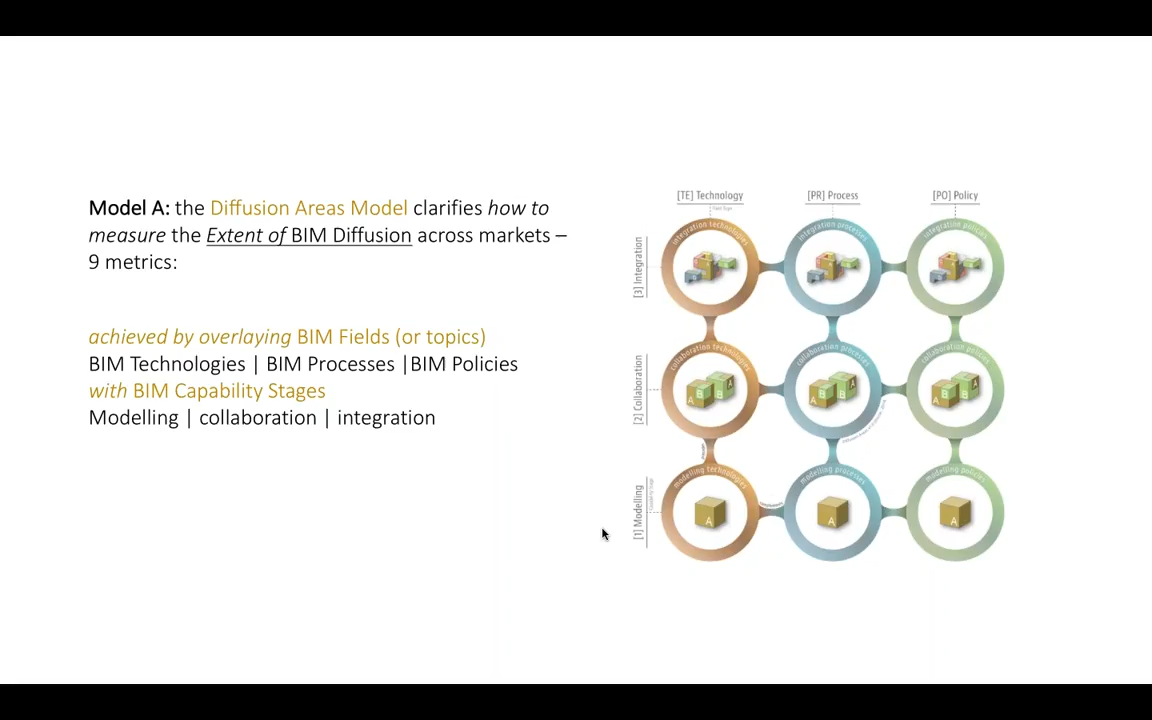 Model A: the Diffusion Areas Model clarifies how to
measure the Extent of BIM Diffusion across markets –
9 metrics:
achieved by overlaying BIM Fields (or topics)
BIM Technologies | BIM Processes |BIM Policies
with BIM Capability Stages
Modelling | collaboration | integration
[TE] Technology
[PR] Process
[PO] Policy
[3] Integration
integration technologies
integration processes
integration policies
[2] Collaboration
collaboration technologies
collaboration processes
collaboration policies
A B B A
A B B A
A B B A
[1] Modelling
modelling technologies
modelling processes
modelling policies
A
A
A